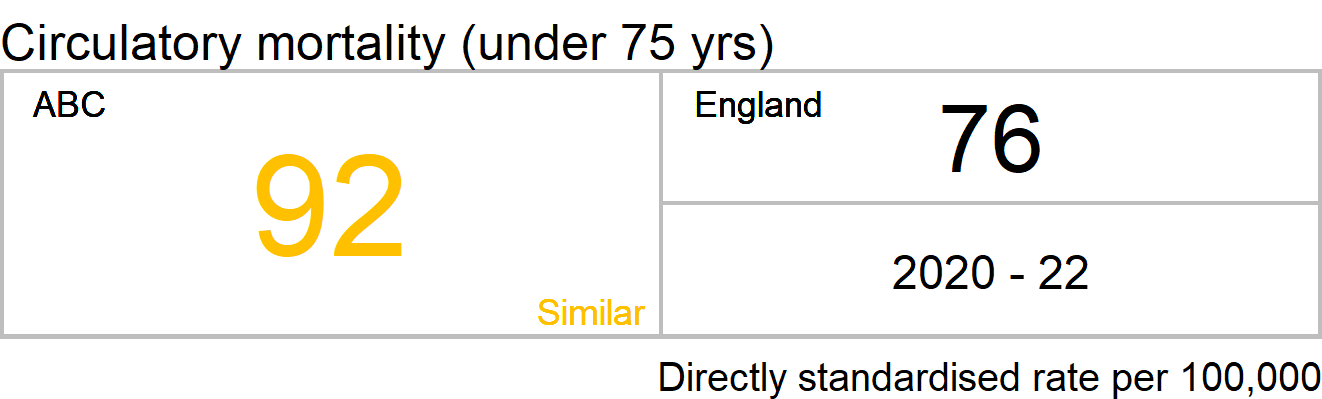 Circulatory mortality (under 75 yrs)
ABC
92
Similar
England
76
2020 - 22
Directly standardised rate per 100,000